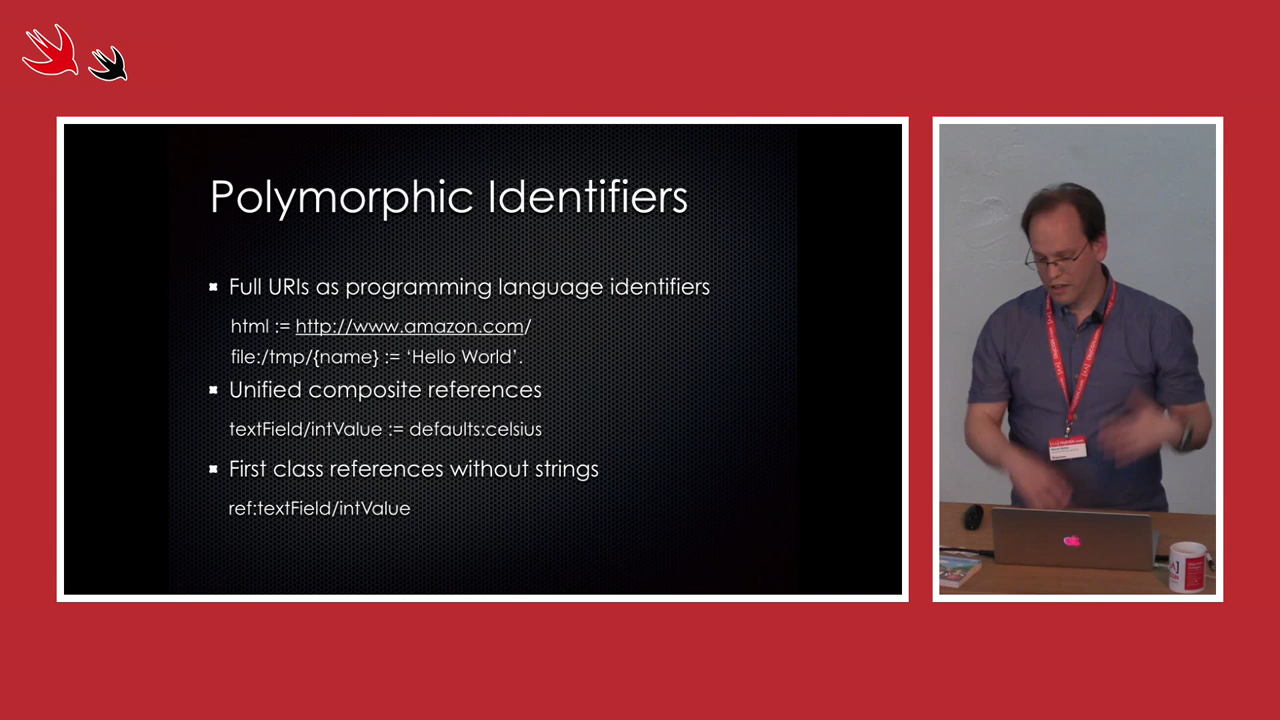 Polymorphic Identifiers
Full URIs as programming language identifiers
html := http://www.amazon.com/
file:/tmp/{name} := ‘Hello World’.
Unified composite references
textField/intValue := defaults:celsius
First class references without strings
ref:textField/intValue